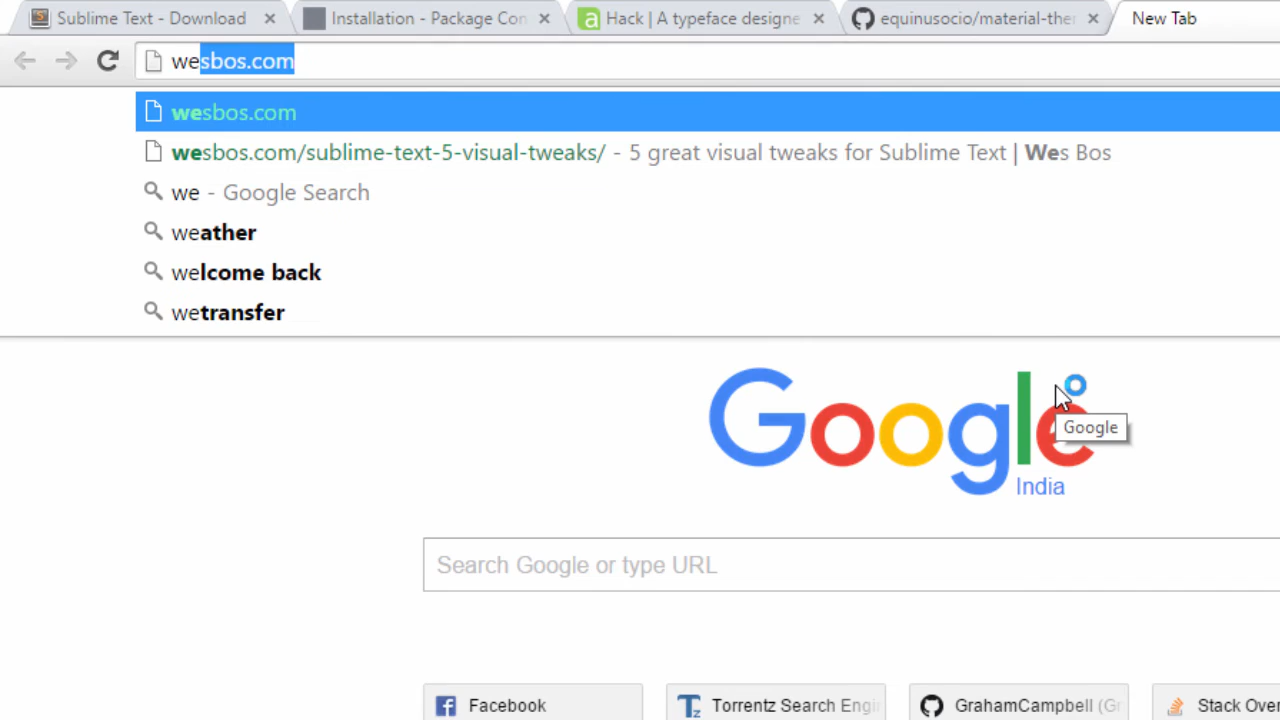 Sublime Text - Download
Installation - Package Con
Hack | A typeface designe
equinusocio/material-the
New Tab
wesbos.com
wesbos.com
wesbos.com/sublime-text-5-visual-tweaks/ - 5 great visual tweaks for Sublime Text | Wes Bos
we - Google Search
weather
welcome back
wetransfer
Google
Google
India
Search Google or type URL
Facebook
Torrentz Search Engi
GrahamCampbell (Gr
Stack Over